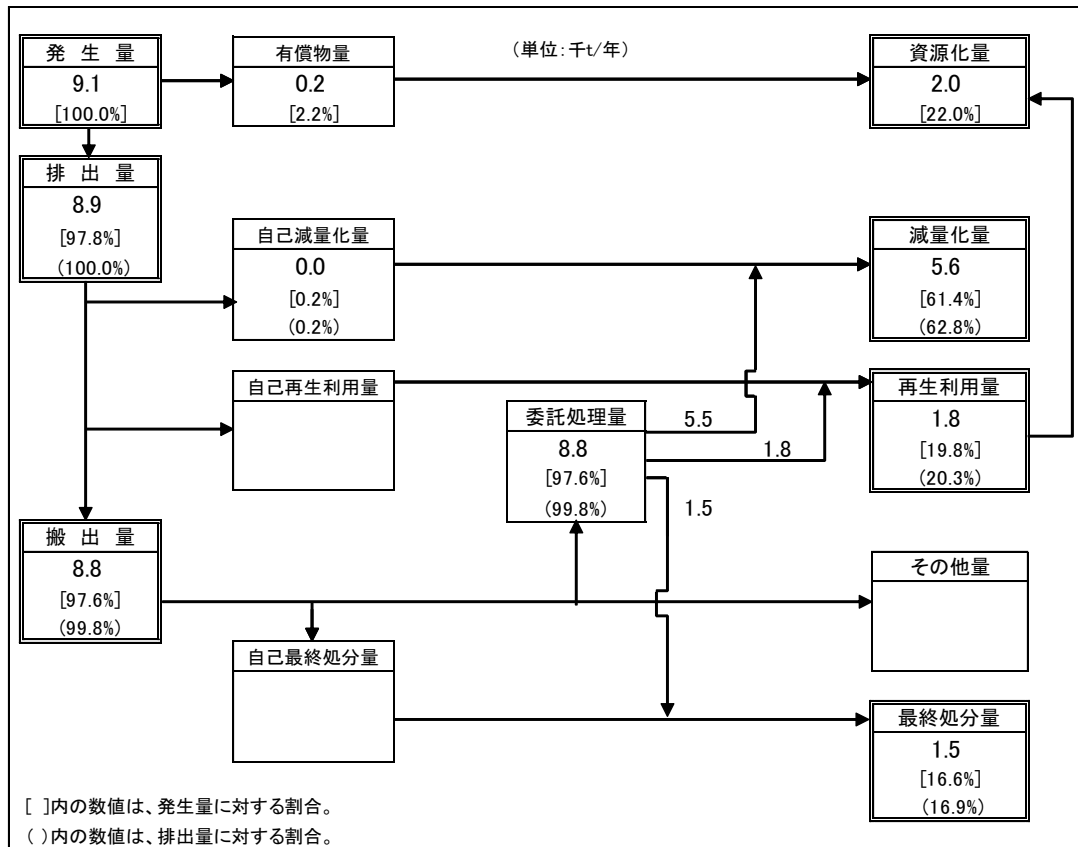 発生量
9.1
[100.0%]
有償物量
0.2
[2.2%]
(単位:千t/年)
資源化量
2.0
[22.0%]
排出量
8.9
[97.8%]
(100.0%)
自己減量化量
0.0
[0.2%]
(0.2%)
減量化量
5.6
[61.4%]
(62.8%)
自己再生利用量
委託処理量
8.8
[97.6%]
(99.8%)
5.5
1.8
1.5
再生利用量
1.8
[19.8%]
(20.3%)
搬出量
8.8
[97.6%]
(99.8%)
その他量
自己最終処分量
最終処分量
1.5
[16.6%]
(16.9%)
[ ]内の数値は、発生量に対する割合。
( )内の数値は、排出量に対する割合。